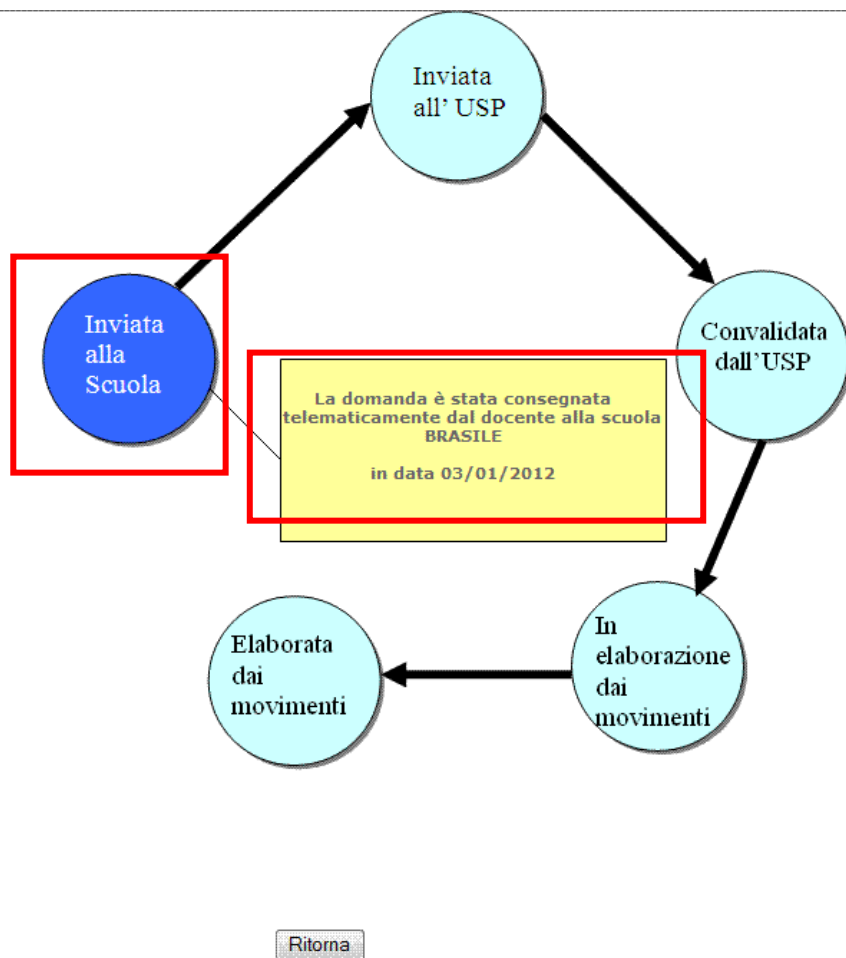 Inviata
all' USP
Inviata
alla
Scuola
Convalidata
dall'USP
La domanda è stata consegnata
telematicamente dal docente alla scuola
BRASILE
in data 03/01/2012
In
elaborazione
dai
movimenti
Elaborata
dai
movimenti
Ritorna